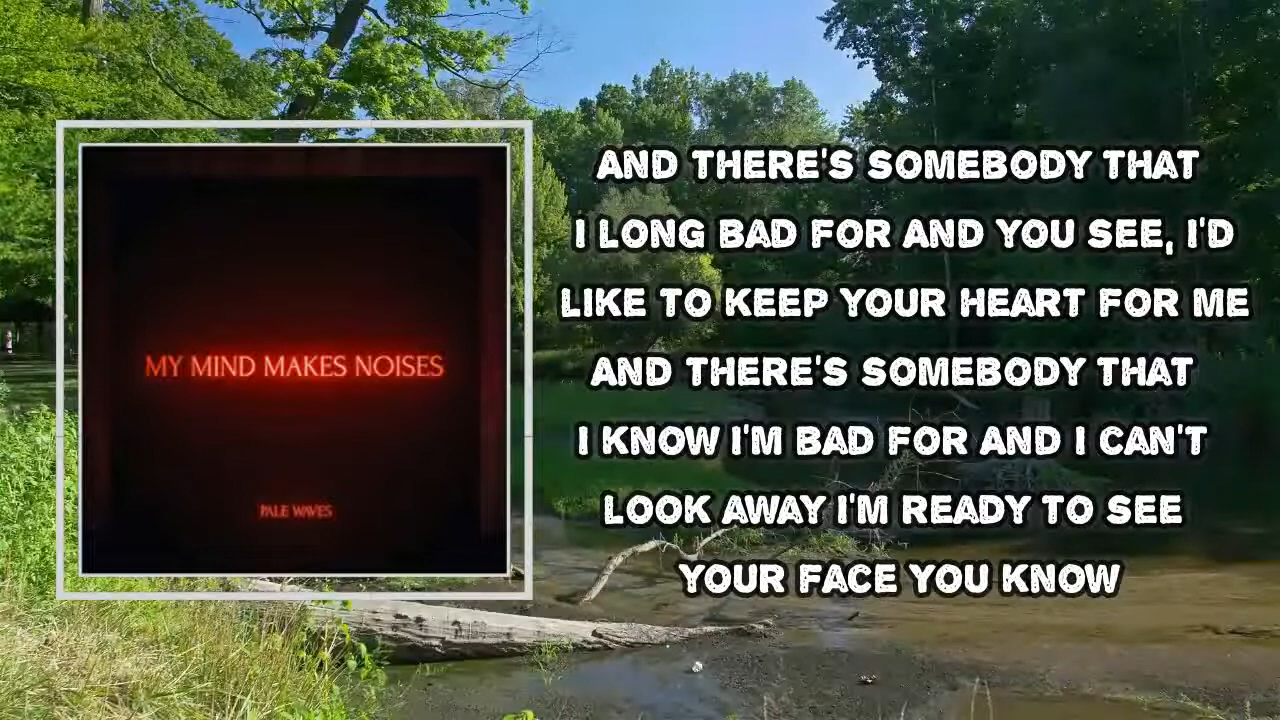 MY MIND MAKES NOISES
PALE WAVES
AND THERE'S SOMEBODY THAT
I LONG BAD FOR AND YOU SEE, I'D
LIKE TO KEEP YOUR HEART FOR ME
AND THERE'S SOMEBODY THAT
I KNOW I'M BAD FOR AND I CAN'T
LOOK AWAY I'M READY TO SEE
YOUR FACE YOU KNOW